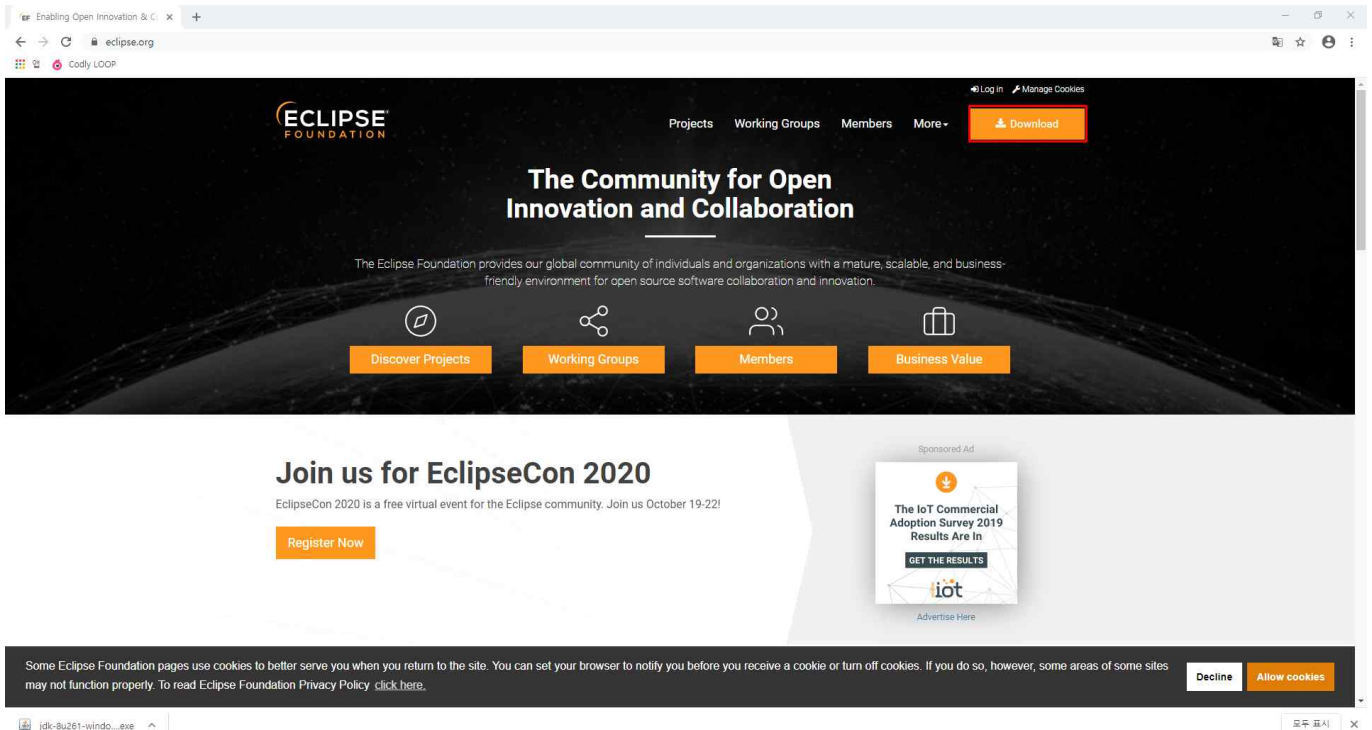 Enabling Open Innovation & C
eclipse.org
앱 Codly LOOP
Log in Manage Cookies
ECLIPSE
FOUNDATION
Projects Working Groups Members More Download
The Community for Open
Innovation and Collaboration
The Eclipse Foundation provides our global community of individuals and organizations with a mature, scalable, and business-
friendly environment for open source software collaboration and innovation.
Discover Projects Working Groups Members Business Value
Join us for EclipseCon 2020
EclipseCon 2020 is a free virtual event for the Eclipse community. Join us October 19-22!
Register Now
Sponsored Ad
The IoT Commercial
Adoption Survey 2019
Results Are In
GET THE RESULTS
iot
Advertise Here
Some Eclipse Foundation pages use cookies to better serve you when you return to the site. You can set your browser to notify you before you receive a cookie or turn off cookies. If you do so, however, some areas of some sites
may not function properly. To read Eclipse Foundation Privacy Policy click here.
Decline Allow cookies
jdk-8u261-windo....exe
모두 표시